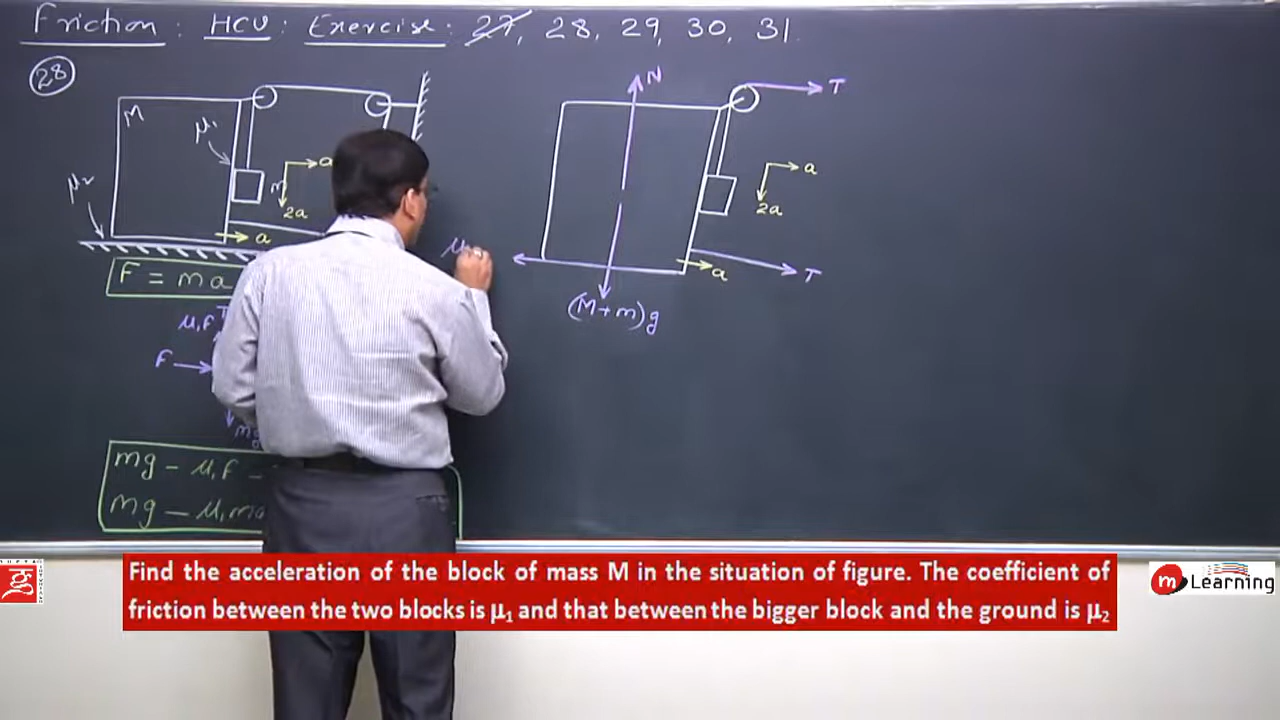 Friction : HCV : Exercise : 27, 28, 29, 30, 31.
28
M
μ1
μ2
m
a
2a
a
F = ma
μ1F
F
mg
mg - μ1F -
mg - μ1ma
μ
N
T
a
2a
a
T
(M+m)g
Find the acceleration of the block of mass M in the situation of figure. The coefficient of
friction between the two blocks is μ1 and that between the bigger block and the ground is μ2
m Learning